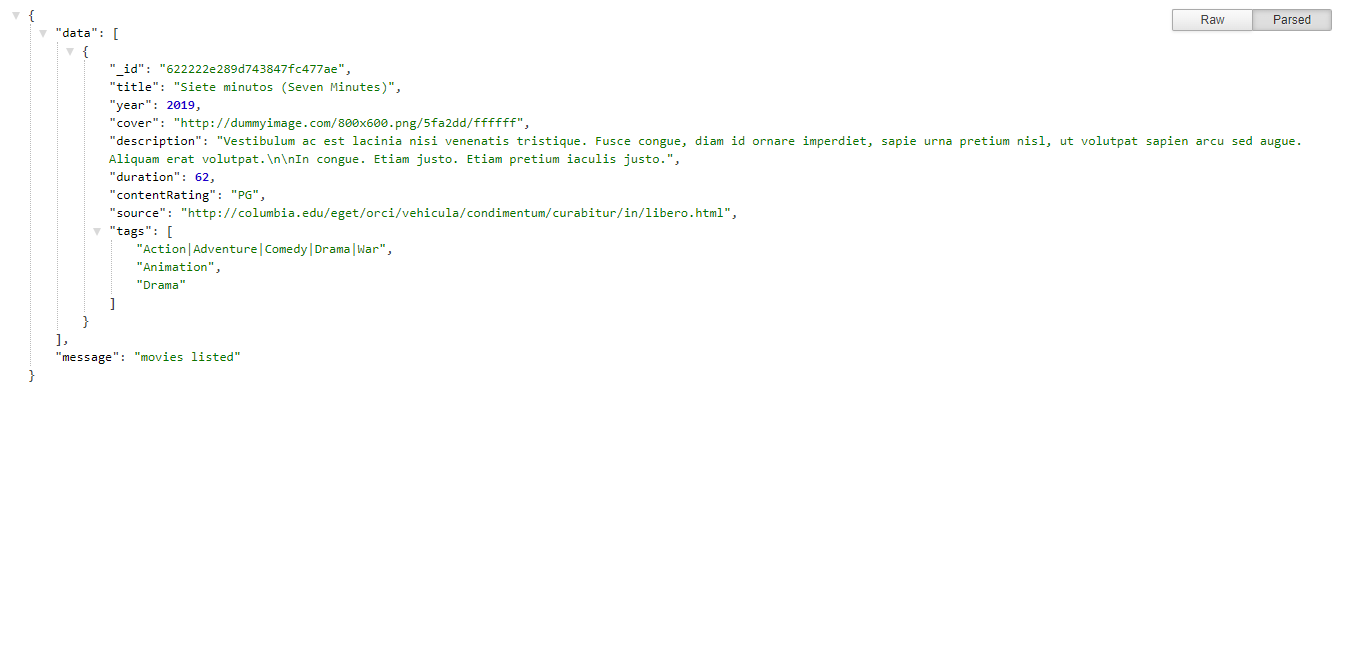 Raw Parsed
{
"data": [
{
"_id": "622222e289d743847fc477ae",
"title": "Siete minutos (Seven Minutes)",
"year": 2019,
"cover": "http://dummyimage.com/800x600.png/5fa2dd/ffffff",
"description": "Vestibulum ac est lacinia nisi venenatis tristique. Fusce congue, diam id ornare imperdiet, sapie urna pretium nisl, ut volutpat sapien arcu sed augue.
Aliquam erat volutpat.\n\nIn congue. Etiam justo. Etiam pretium iaculis justo.",
"duration": 62,
"contentRating": "PG",
"source": "http://columbia.edu/eget/orci/vehicula/condimentum/curabitur/in/libero.html",
"tags": [
"Action|Adventure|Comedy|Drama|War",
"Animation",
"Drama"
]
}
],
"message": "movies listed"
}